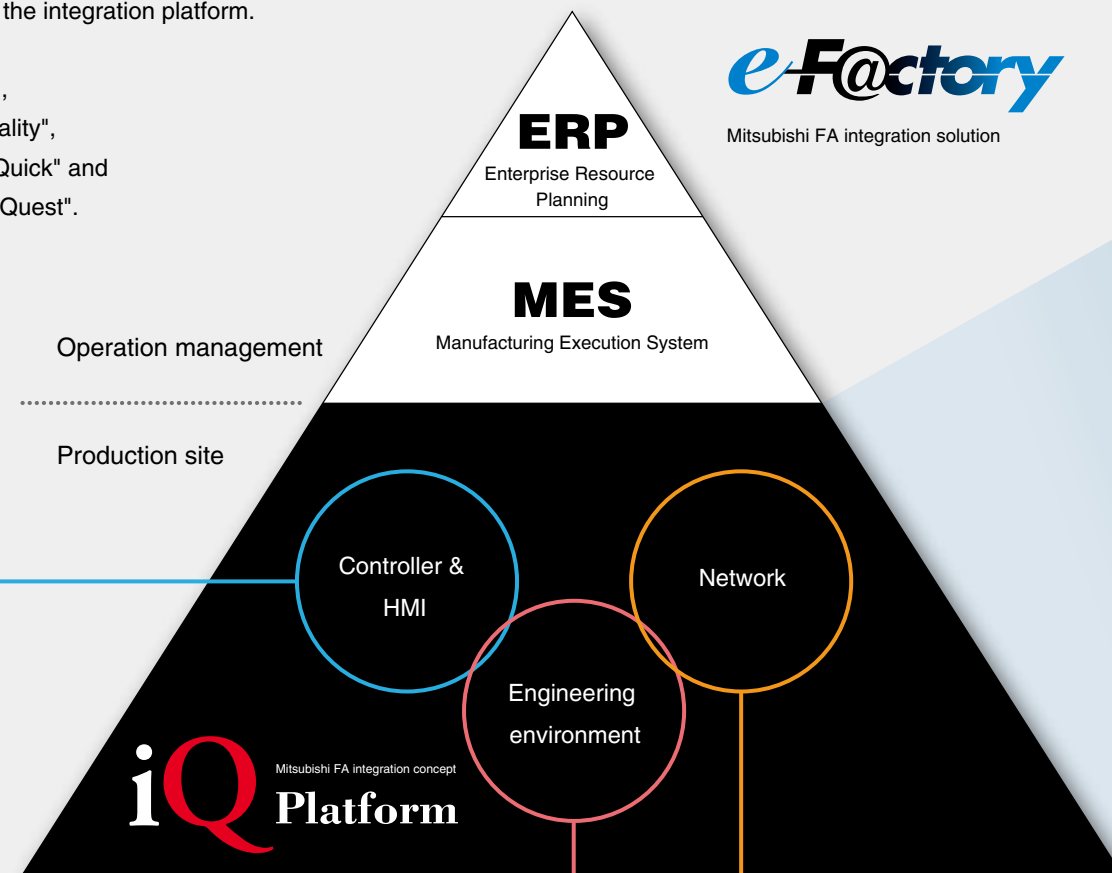 the integration platform.
",
ality",
Quick" and
Quest".
e-F@ctory
Mitsubishi FA integration solution
ERP
Enterprise Resource
Planning
MES
Manufacturing Execution System
Operation management
Production site
Controller &
HMI
Network
Engineering
environment
iQ
Mitsubishi FA integration concept
Platform